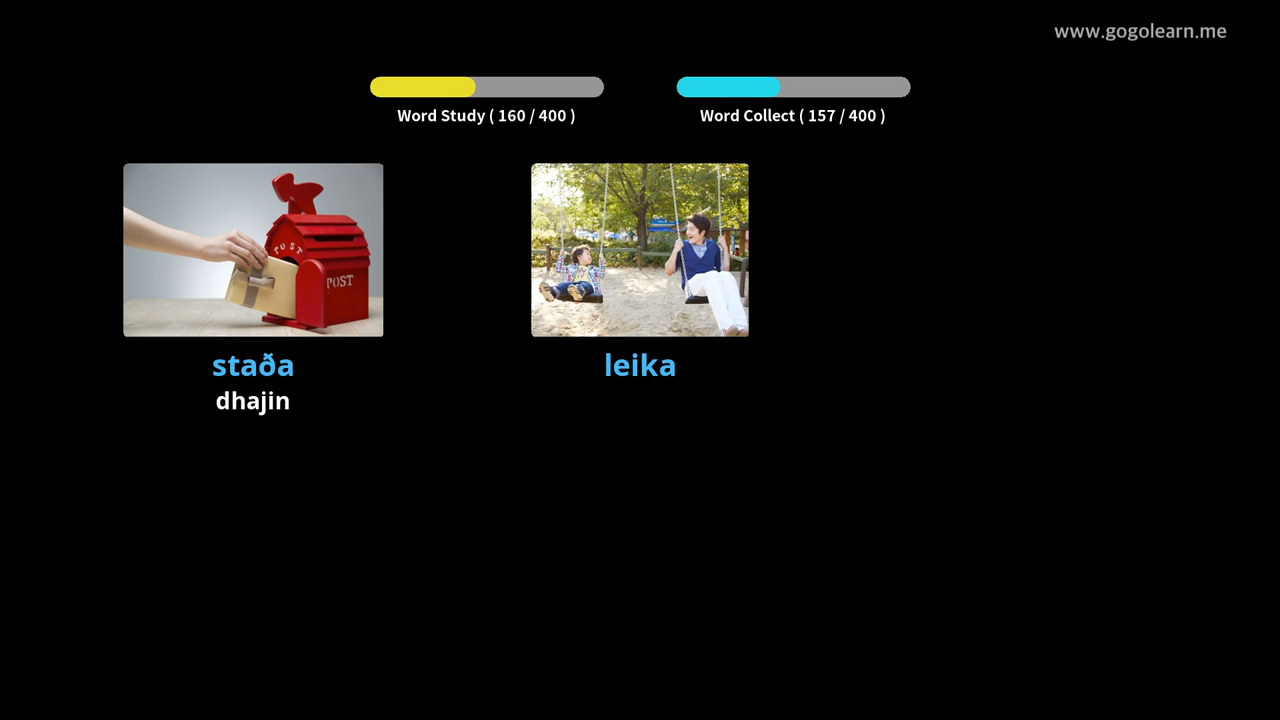 www.gogolearn.me
Word Study ( 160 / 400 )
Word Collect ( 157 / 400 )
POST
POST
staða
dhajin
leika